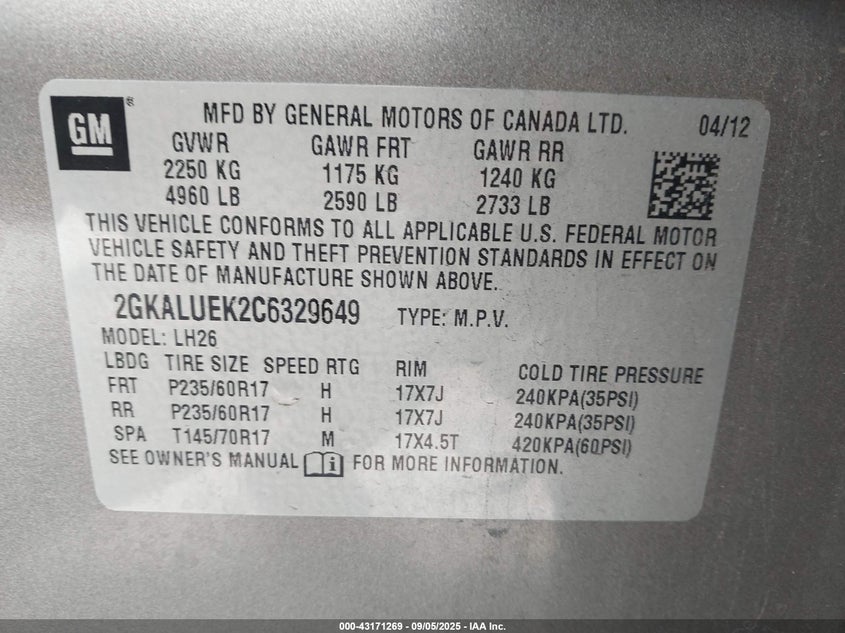 GM ®
MFD BY GENERAL MOTORS OF CANADA LTD. 04/12
GVWR GAWR FRT GAWR RR
2250 KG 1175 KG 1240 KG
4960 LB 2590 LB 2733 LB
THIS VEHICLE CONFORMS TO ALL APPLICABLE U.S. FEDERAL MOTOR
VEHICLE SAFETY AND THEFT PREVENTION STANDARDS IN EFFECT ON
THE DATE OF MANUFACTURE SHOWN ABOVE.
2GKALUEK2C6329649 TYPE: M.P.V.
MODEL: LH26
LBDG TIRE SIZE SPEED RTG RIM COLD TIRE PRESSURE
FRT P235/60R17 H 17X7J 240KPA(35PSI)
RR P235/60R17 H 17X7J 240KPA(35PSI)
SPA T145/70R17 M 17X4.5T 420KPA(60PSI)
SEE OWNER'S MANUAL i FOR MORE INFORMATION.
000-43171269 - 09/05/2025 - IAA Inc.